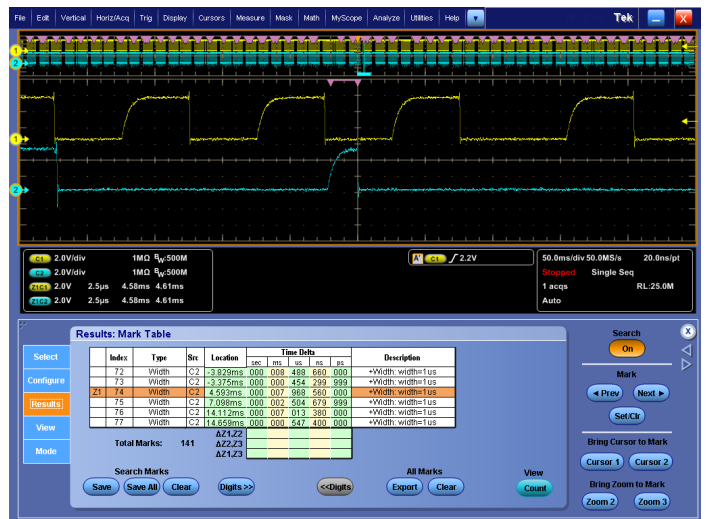 File Edit Vertical Horiz/Acq Trig Display Cursors Measure Mask Math MyScope Analyze Utilities Help Tek X
1
2
1
2
C1 2.0V/div 1MΩ BW:500M
C2 2.0V/div 1MΩ BW:500M
Z1C1 2.0V 2.5µs 4.58ms 4.61ms
Z1C2 2.0V 2.5µs 4.58ms 4.61ms
A' C1 2.2V
50.0ms/div 50.0MS/s 20.0ns/pt
Stopped Single Seq
1 acqs RL:25.0M
Auto
Results: Mark Table
Select
Configure
Results
View
Mode
Index Type Src Location Time Delta Description
sec ms us ns ps
72 Width C2 -3.829ms 000 008 488 660 000 +Width: width=1us
73 Width C2 -3.375ms 000 000 454 299 999 +Width: width=1us
Z1 74 Width C2 4.593ms 000 007 968 560 000 +Width: width=1us
75 Width C2 7.098ms 000 002 504 679 999 +Width: width=1us
76 Width C2 14.112ms 000 007 013 380 000 +Width: width=1us
77 Width C2 14.659ms 000 000 547 400 000 +Width: width=1us
Total Marks: 141
ΔZ1,Z2
ΔZ2,Z3
ΔZ1,Z3
Search Marks
Save Save All Clear Digits >> <<Digits
All Marks
Export Clear
View
Count
Search
On
X
Mark
Prev Next
Set/Clr
Bring Cursor to Mark
Cursor 1 Cursor 2
Bring Zoom to Mark
Zoom 2 Zoom 3